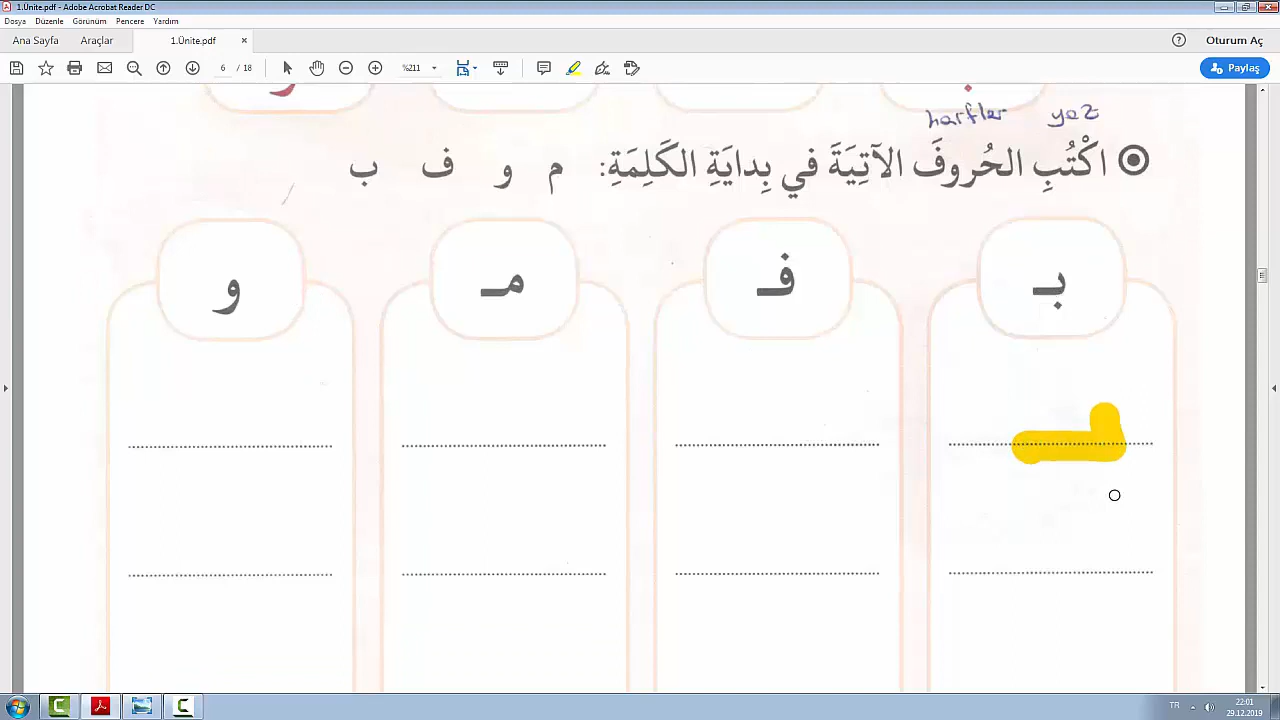 1.Ünite.pdf - Adobe Acrobat Reader DC
Dosya Düzenle Görünüm Pencere Yardım
Ana Sayfa Araçlar 1.Ünite.pdf × Oturum Aç
6 / 18 %211 Paylaş
harfler yaz
اكْتُبِ الحُروفَ الآتِيَةَ في بِدايَةِ الكَلِمَةِ: م و ف ب
بـ فـ مـ و
TR 22:01
29.12.2019